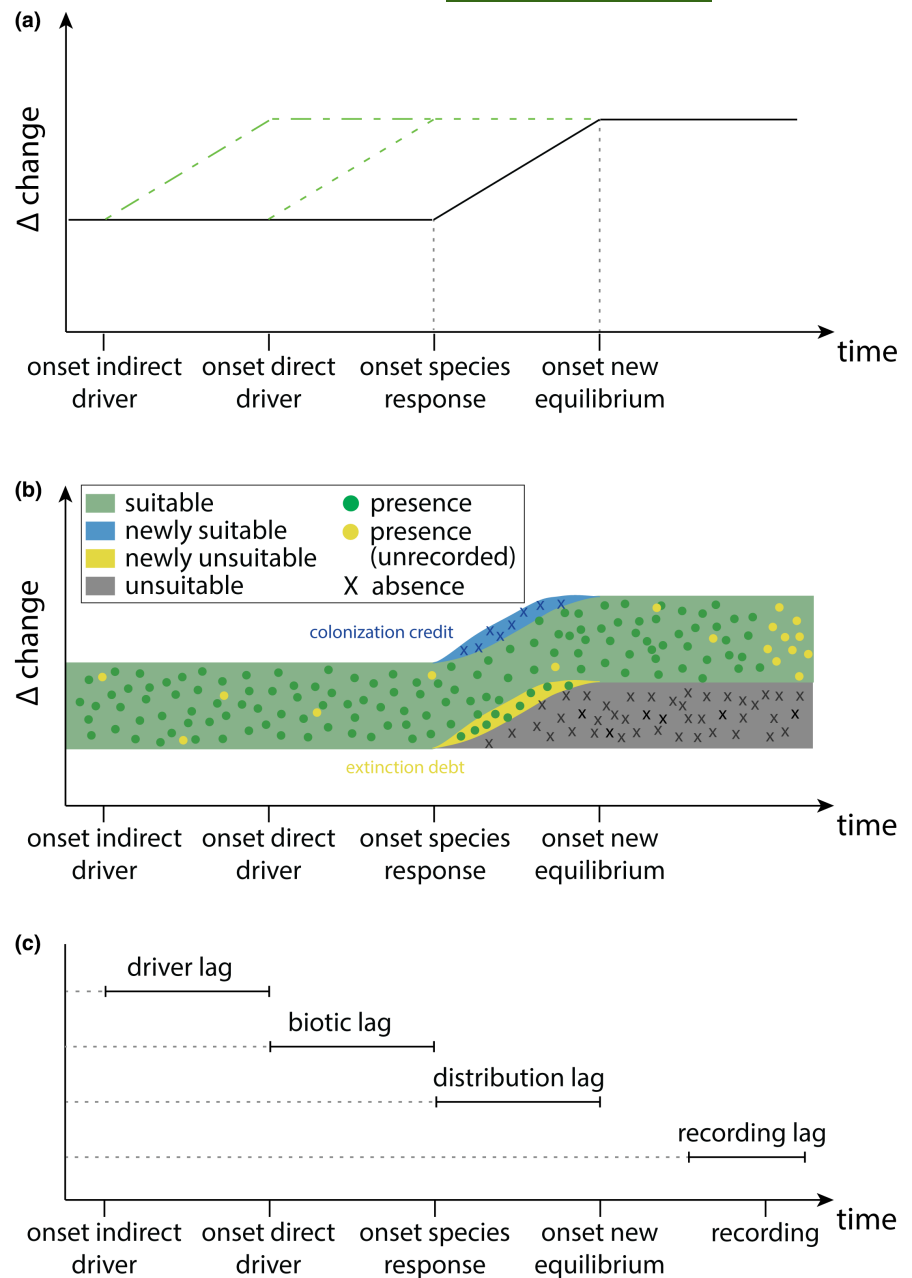 (a)
Δ change
time
onset indirect
driver
onset direct
driver
onset species
response
onset new
equilibrium
(b)
suitable
newly suitable
newly unsuitable
unsuitable
presence
presence
(unrecorded)
X absence
Δ change
colonization credit
extinction debt
time
onset indirect
driver
onset direct
driver
onset species
response
onset new
equilibrium
(c)
driver lag
biotic lag
distribution lag
recording lag
time
onset indirect
driver
onset direct
driver
onset species
response
onset new
equilibrium
recording